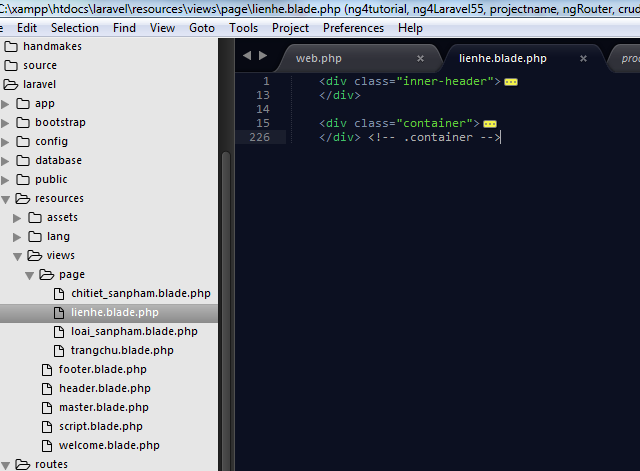 C:\xampp\htdocs\laravel\resources\views\page\lienhe.blade.php (ng4tutorial, ng4Laravel55, projectname, ngRouter, crud
Selection Find View Goto Tools Project Preferences Help
handmakes
source
laravel
app
bootstrap
config
database
public
resources
assets
lang
views
page
chitiet_sanpham.blade.php
lienhe.blade.php
loai_sanpham.blade.php
trangchu.blade.php
footer.blade.php
header.blade.php
master.blade.php
script.blade.php
welcome.blade.php
routes
web.php × lienhe.blade.php × prod
1 <div class="inner-header">
13 </div>
14
15 <div class="container">
226 </div> <!-- .container -->